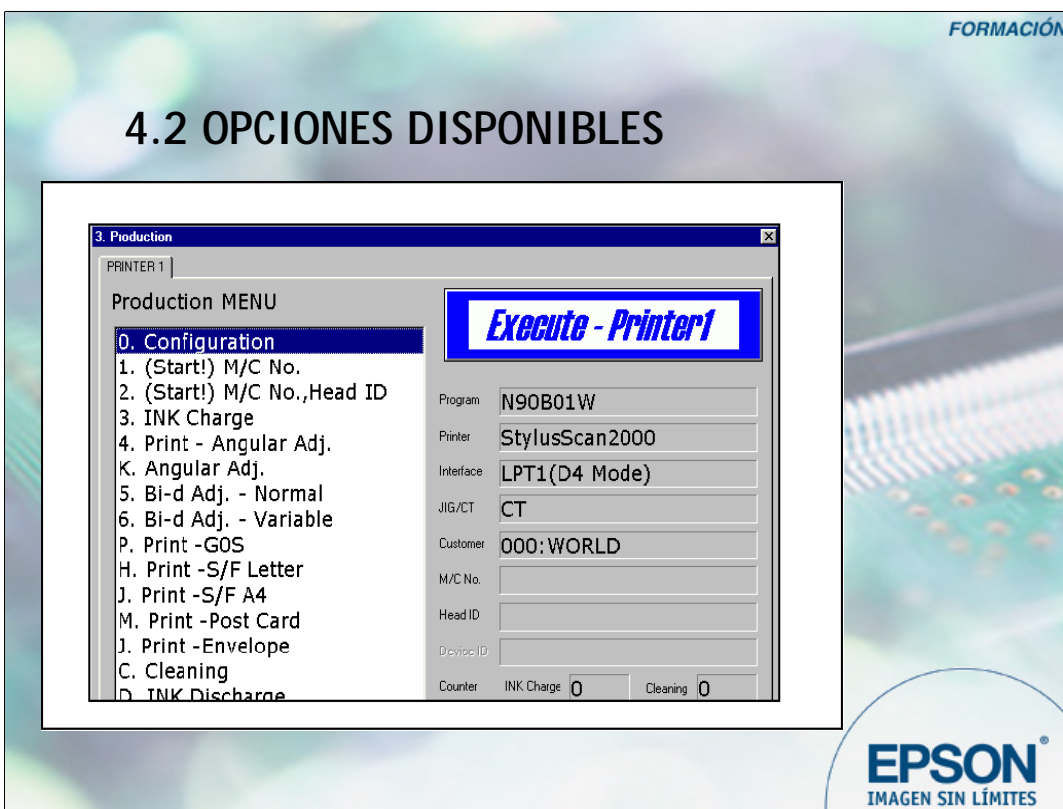 FORMACIÓN
4.2 OPCIONES DISPONIBLES
3. Production
PRINTER 1
Production MENU
0. Configuration
1. (Start!) M/C No.
2. (Start!) M/C No.,Head ID
3. INK Charge
4. Print - Angular Adj.
K. Angular Adj.
5. Bi-d Adj. - Normal
6. Bi-d Adj. - Variable
P. Print -G0S
H. Print -S/F Letter
J. Print -S/F A4
M. Print -Post Card
J. Print -Envelope
C. Cleaning
D. INK Discharge
Execute - Printer1
Program N90B01W
Printer StylusScan2000
Interface LPT1(D4 Mode)
JIG/CT CT
Customer 000:WORLD
M/C No.
Head ID
Device ID
Counter INK Charge 0 Cleaning 0
EPSON®
IMAGEN SIN LÍMITES